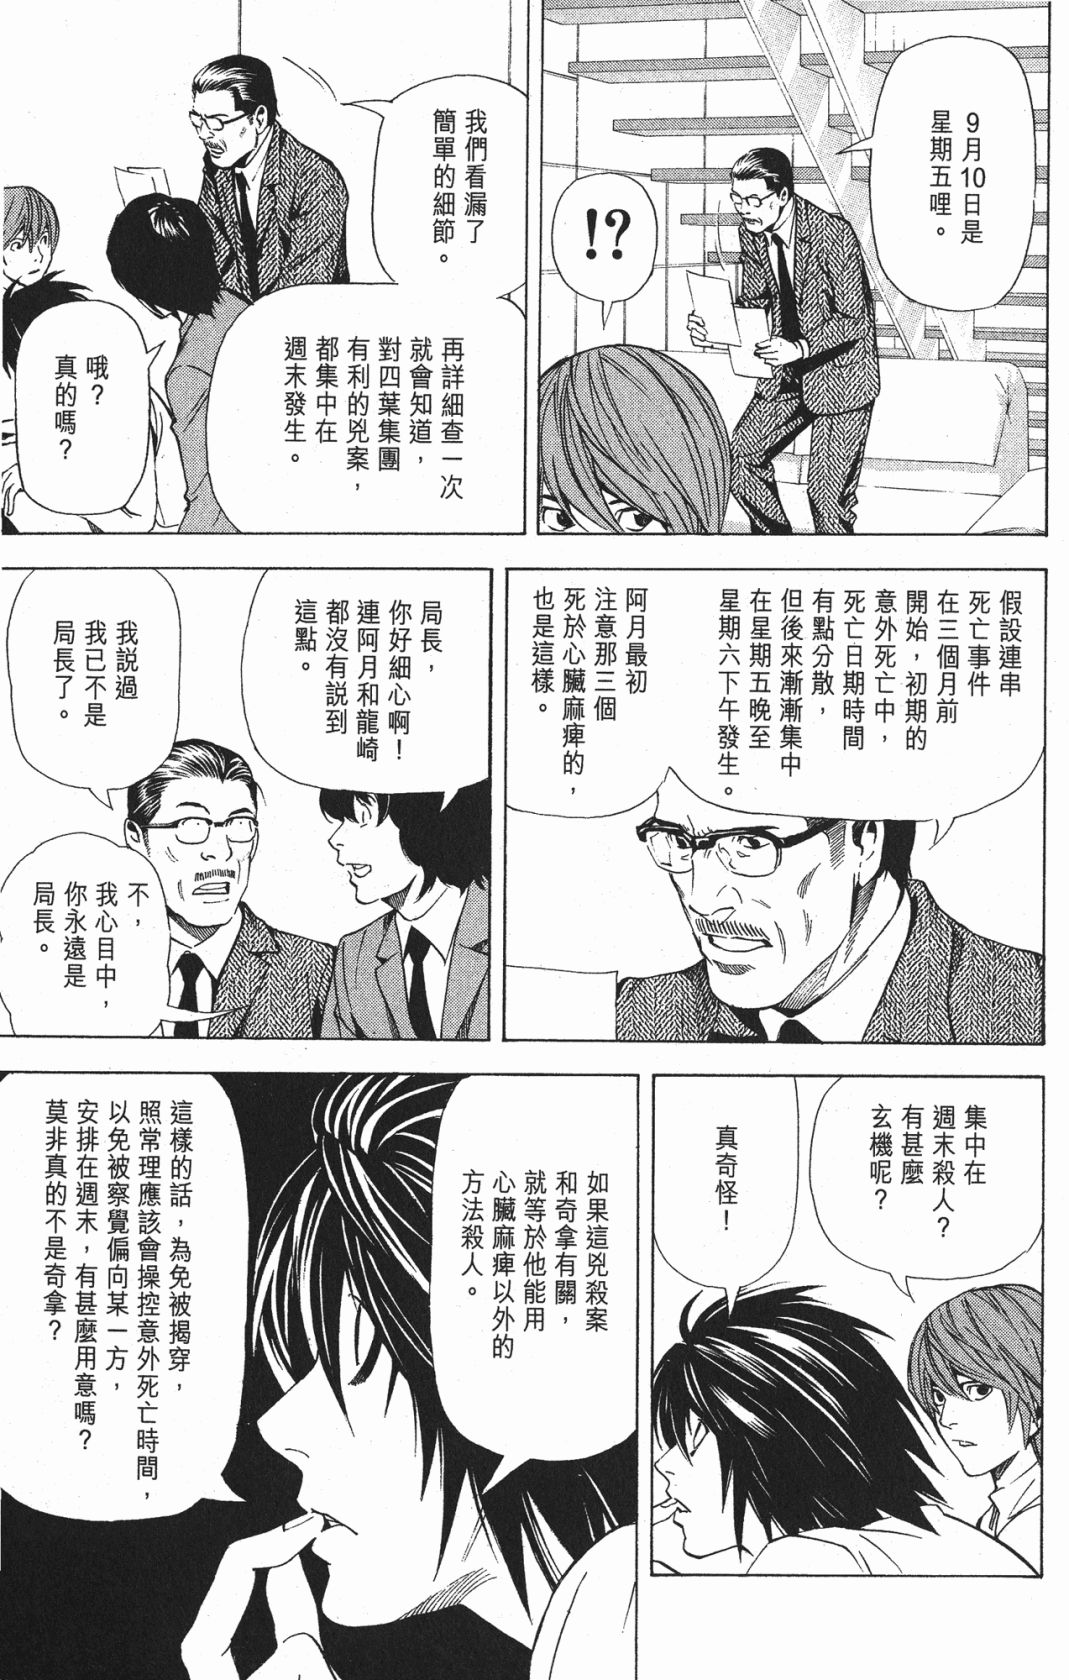 9月10日是
星期五哩。
!?
我們看漏了
簡單的細節。
再詳細查一次
就會知道，
對四葉集團
有利的兇案，
都集中在
週末發生。
哦？
真的嗎？
假設連串
死亡事件
在三個月前
開始，初期的
意外死亡中，
死亡日期時間
有點分散，
但後來漸漸集中
在星期五晚至
星期六下午發生。
阿月最初
注意那三個
死於心臟麻痺的，
也是這樣。
局長，
你好細心啊！
連阿月和龍崎
都沒有説到
這點。
我説過
我已不是
局長了。
不，
我心目中，
你永遠是
局長。
集中在
週末殺人？
有甚麼
玄機呢？
真奇怪！
如果這兇殺案
和奇拿有關，
就等於他能用
心臟麻痺以外的
方法殺人。
這樣的話，為免被揭穿，
照常理應該會操控意外死亡時間，
以免被察覺偏向某一方，
安排在週末，有甚麼用意嗎？
莫非真的不是奇拿？